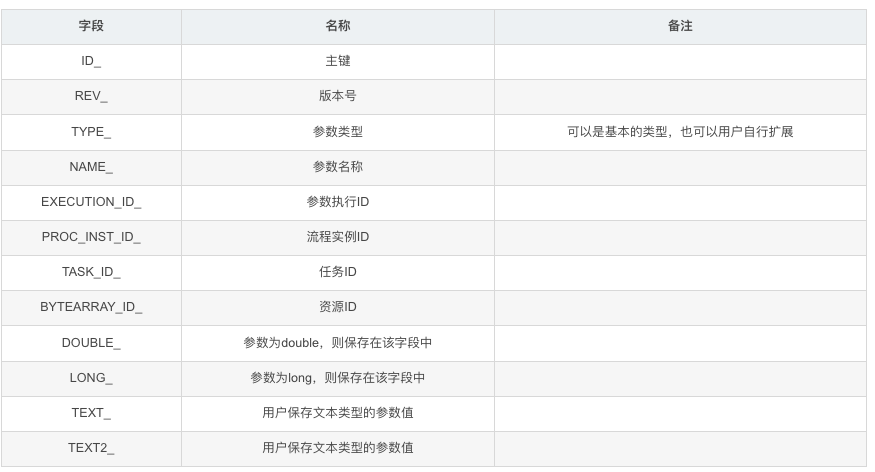 字段 名称 备注
ID_ 主键
REV_ 版本号
TYPE_ 参数类型 可以是基本的类型，也可以用户自行扩展
NAME_ 参数名称
EXECUTION_ID_ 参数执行ID
PROC_INST_ID_ 流程实例ID
TASK_ID_ 任务ID
BYTEARRAY_ID_ 资源ID
DOUBLE_ 参数为double，则保存在该字段中
LONG_ 参数为long，则保存在该字段中
TEXT_ 用户保存文本类型的参数值
TEXT2_ 用户保存文本类型的参数值